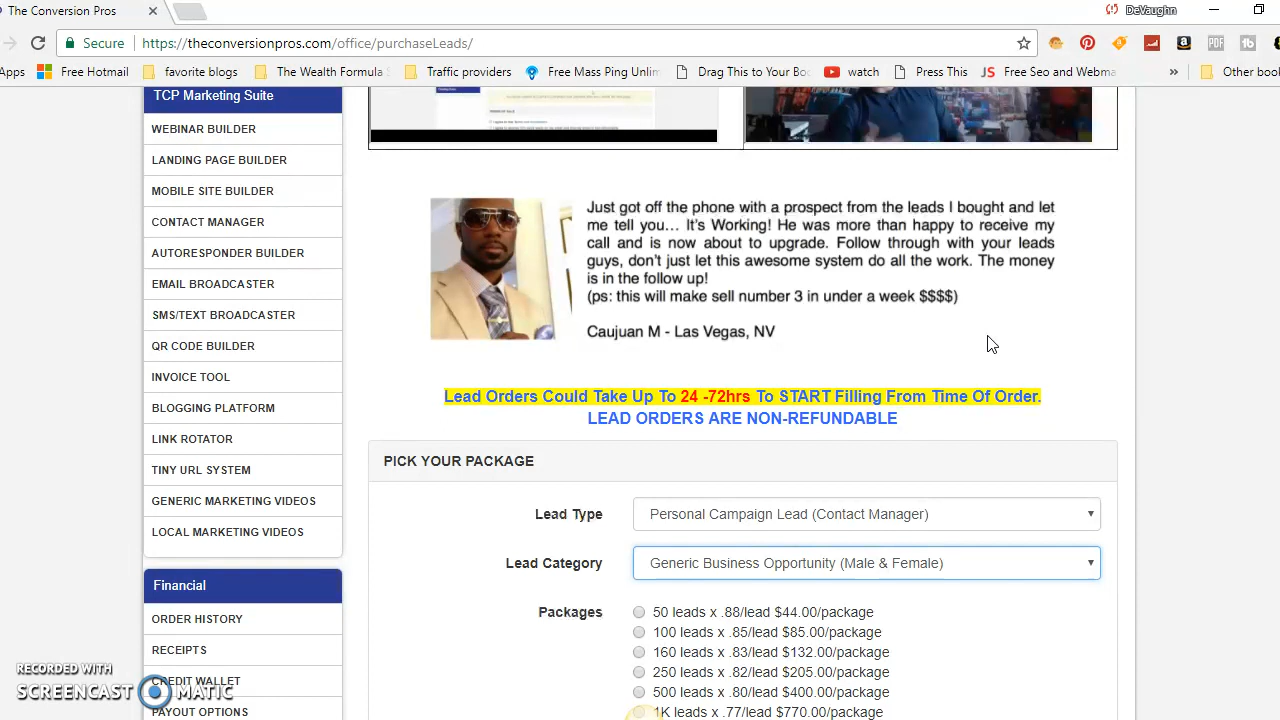 The Conversion Pros
DeVaughn
Secure https://theconversionpros.com/office/purchaseLeads/
Apps Free Hotmail favorite blogs The Wealth Formula Traffic providers Free Mass Ping Unlim Drag This to Your Bo watch Press This Free Seo and Webma » Other boo
TCP Marketing Suite
WEBINAR BUILDER
LANDING PAGE BUILDER
MOBILE SITE BUILDER
CONTACT MANAGER
AUTORESPONDER BUILDER
EMAIL BROADCASTER
SMS/TEXT BROADCASTER
QR CODE BUILDER
INVOICE TOOL
BLOGGING PLATFORM
LINK ROTATOR
TINY URL SYSTEM
GENERIC MARKETING VIDEOS
LOCAL MARKETING VIDEOS
Financial
ORDER HISTORY
RECEIPTS
CREDIT WALLET
PAYOUT OPTIONS
Just got off the phone with a prospect from the leads I bought and let
me tell you… It's Working! He was more than happy to receive my
call and is now about to upgrade. Follow through with your leads
guys, don't just let this awesome system do all the work. The money
is in the follow up!
(ps: this will make sell number 3 in under a week $$$$)
Caujuan M - Las Vegas, NV
Lead Orders Could Take Up To 24 -72hrs To START Filling From Time Of Order.
LEAD ORDERS ARE NON-REFUNDABLE
PICK YOUR PACKAGE
Lead Type Personal Campaign Lead (Contact Manager)
Lead Category Generic Business Opportunity (Male & Female)
Packages 50 leads x .88/lead $44.00/package
100 leads x .85/lead $85.00/package
160 leads x .83/lead $132.00/package
250 leads x .82/lead $205.00/package
500 leads x .80/lead $400.00/package
1K leads x .77/lead $770.00/package
RECORDED WITH
SCREENCAST MATIC